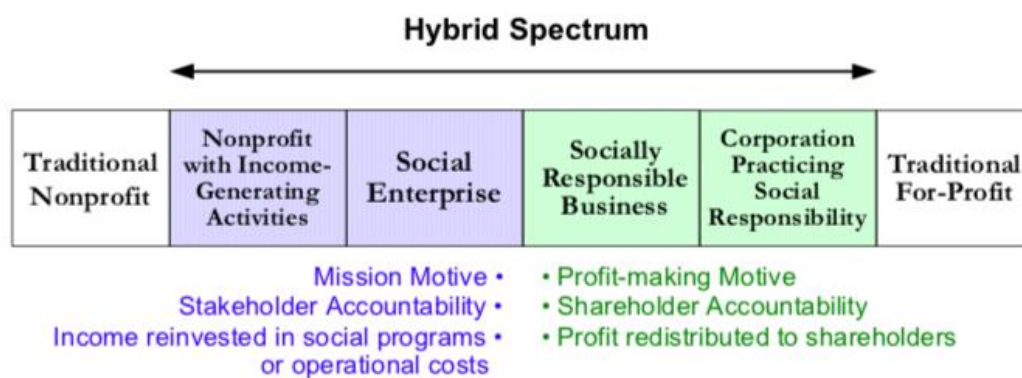 Hybrid Spectrum
Traditional
Nonprofit
Nonprofit
with Income-
Generating
Activities
Social
Enterprise
Socially
Responsible
Business
Corporation
Practicing
Social
Responsibility
Traditional
For-Profit
Mission Motive •
Stakeholder Accountability •
Income reinvested in social programs •
or operational costs
• Profit-making Motive
• Shareholder Accountability
• Profit redistributed to shareholders